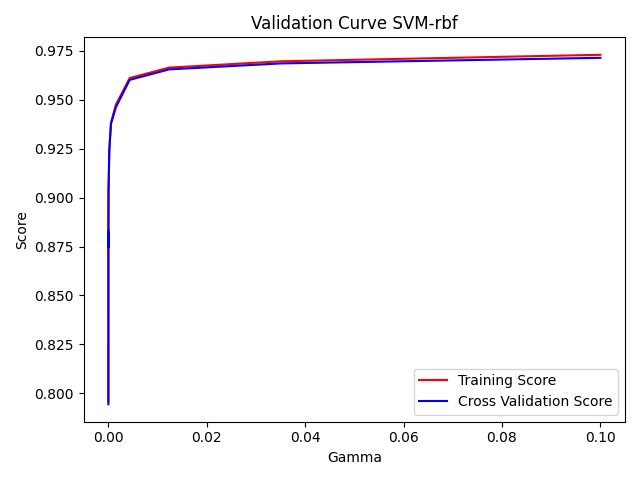 Validation Curve SVM-rbf
0.975
0.950
0.925
0.900
0.875
0.850
0.825
0.800
Score
Training Score
Cross Validation Score
0.00 0.02 0.04 0.06 0.08 0.10
Gamma